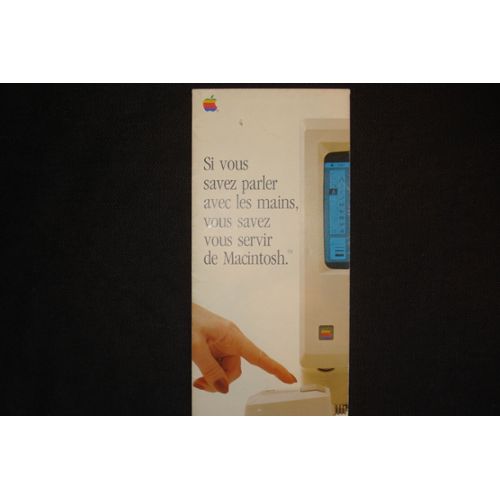 Si vous
savez parler
avec les mains,
vous savez
vous servir
de Macintosh.™